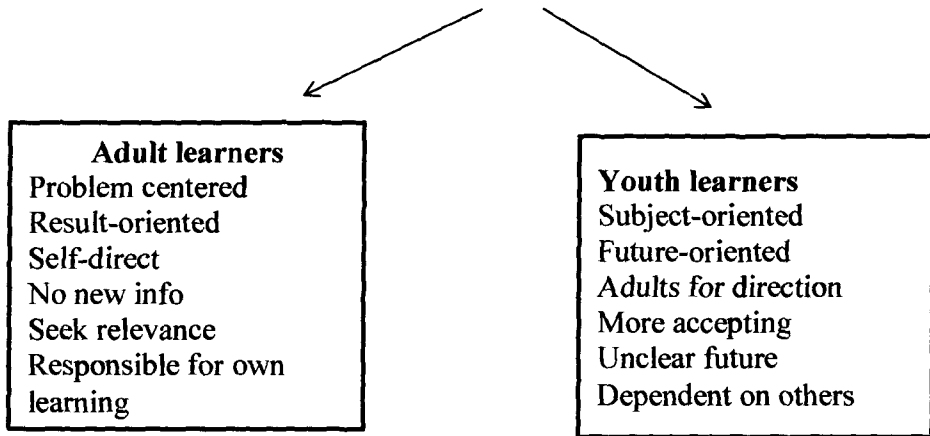 Adult learners
Problem centered
Result-oriented
Self-direct
No new info
Seek relevance
Responsible for own
learning
Youth learners
Subject-oriented
Future-oriented
Adults for direction
More accepting
Unclear future
Dependent on others